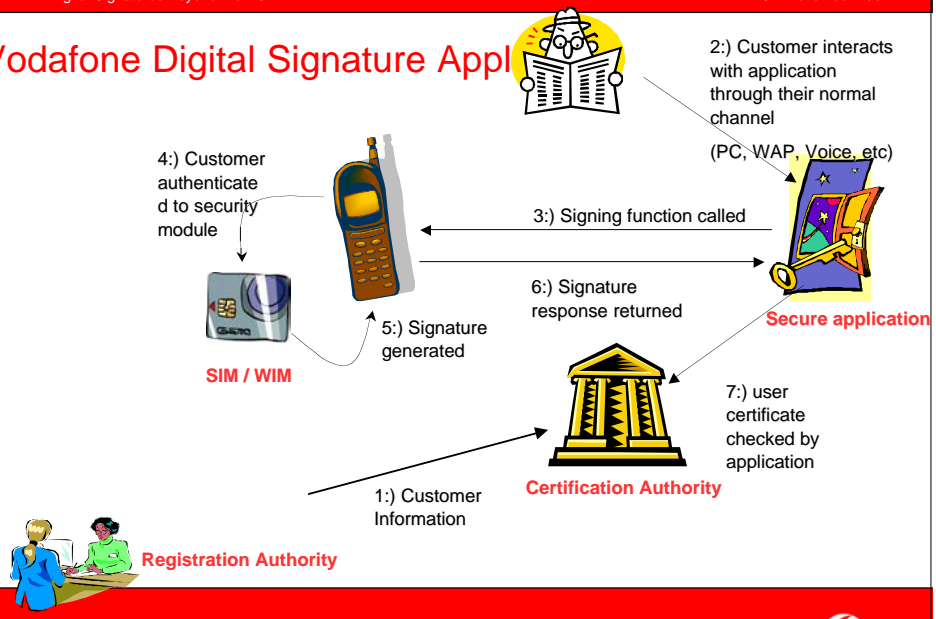 Vodafone Digital Signature Appl
2:) Customer interacts
with application
through their normal
channel
(PC, WAP, Voice, etc)
4:) Customer
authenticate
d to security
module
3:) Signing function called
6:) Signature
response returned
Secure application
5:) Signature
generated
SIM / WIM
7:) user
certificate
checked by
application
Certification Authority
1:) Customer
Information
Registration Authority